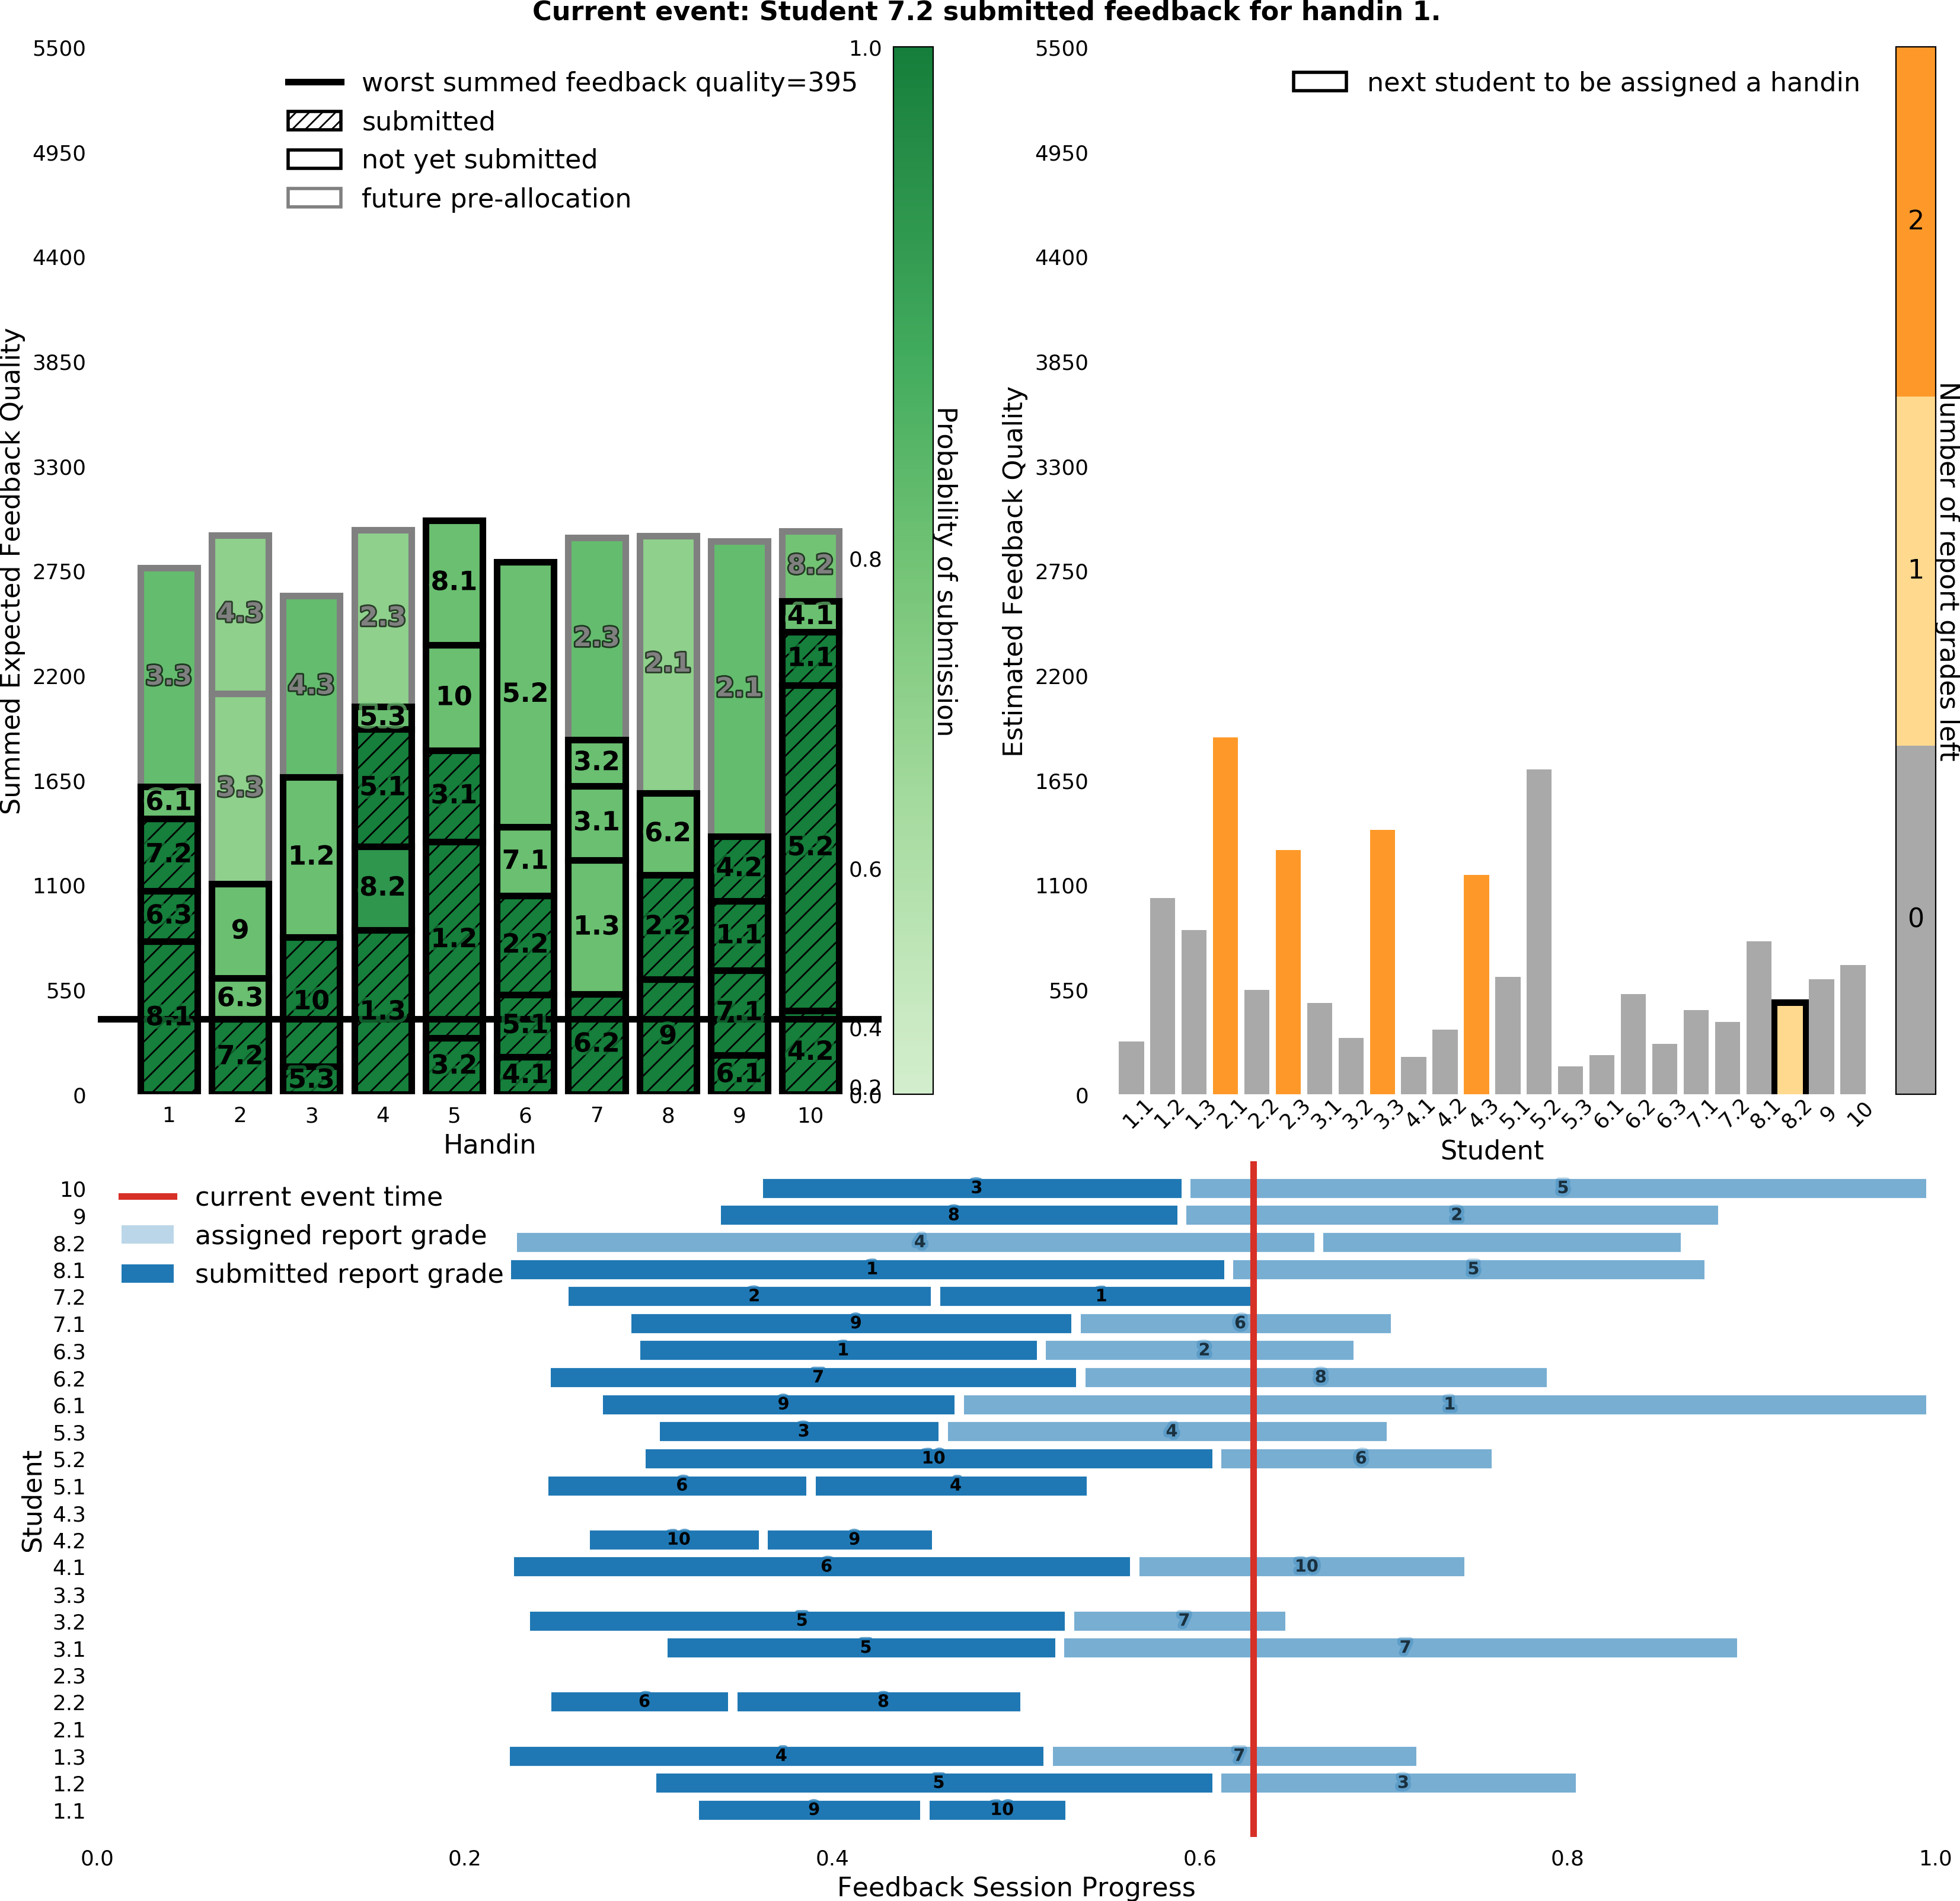 Current event: Student 7.2 submitted feedback for handin 1.
Summed Expected Feedback Quality
5500
4950
4400
3850
3300
2750
2200
1650
1100
550
0
worst summed feedback quality=395
submitted
not yet submitted
future pre-allocation
3.3
6.1
7.2
6.3
8.1
4.3
3.3
9
6.3
7.2
4.3
1.2
10
5.3
2.3
5.3
5.1
8.2
1.3
8.1
10
3.1
1.2
3.2
5.2
7.1
2.2
5.1
4.1
2.3
3.2
3.1
1.3
6.2
2.1
6.2
2.2
9
2.1
4.2
1.1
7.1
6.1
8.2
4.1
1.1
5.2
4.2
1 2 3 4 5 6 7 8 9 10
Handin
1.0
0.8
0.6
0.4
0.2
0.0
Probability of submission
Estimated Feedback Quality
5500
4950
4400
3850
3300
2750
2200
1650
1100
550
0
next student to be assigned a handin
1.1 1.2 1.3 2.1 2.2 2.3 3.1 3.2 3.3 4.1 4.2 4.3 5.1 5.2 5.3 6.1 6.2 6.3 7.1 7.2 8.1 8.2 9 10
Student
2
1
0
Number of report grades left
current event time
assigned report grade
submitted report grade
Student
10 3 5
9 8 2
8.2 4
8.1 1 5
7.2 2 1
7.1 9 6
6.3 1 2
6.2 7 8
6.1 9 1
5.3 3 4
5.2 10 6
5.1 6 4
4.3
4.2 10 9
4.1 6 10
3.3
3.2 5 7
3.1 5 7
2.3
2.2 6 8
2.1
1.3 4 7
1.2 5 3
1.1 9 10
0.0 0.2 0.4 0.6 0.8 1.0
Feedback Session Progress